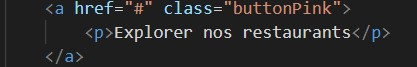 <a href="#" class="buttonPink">
<p>Explorer nos restaurants</p>
</a>